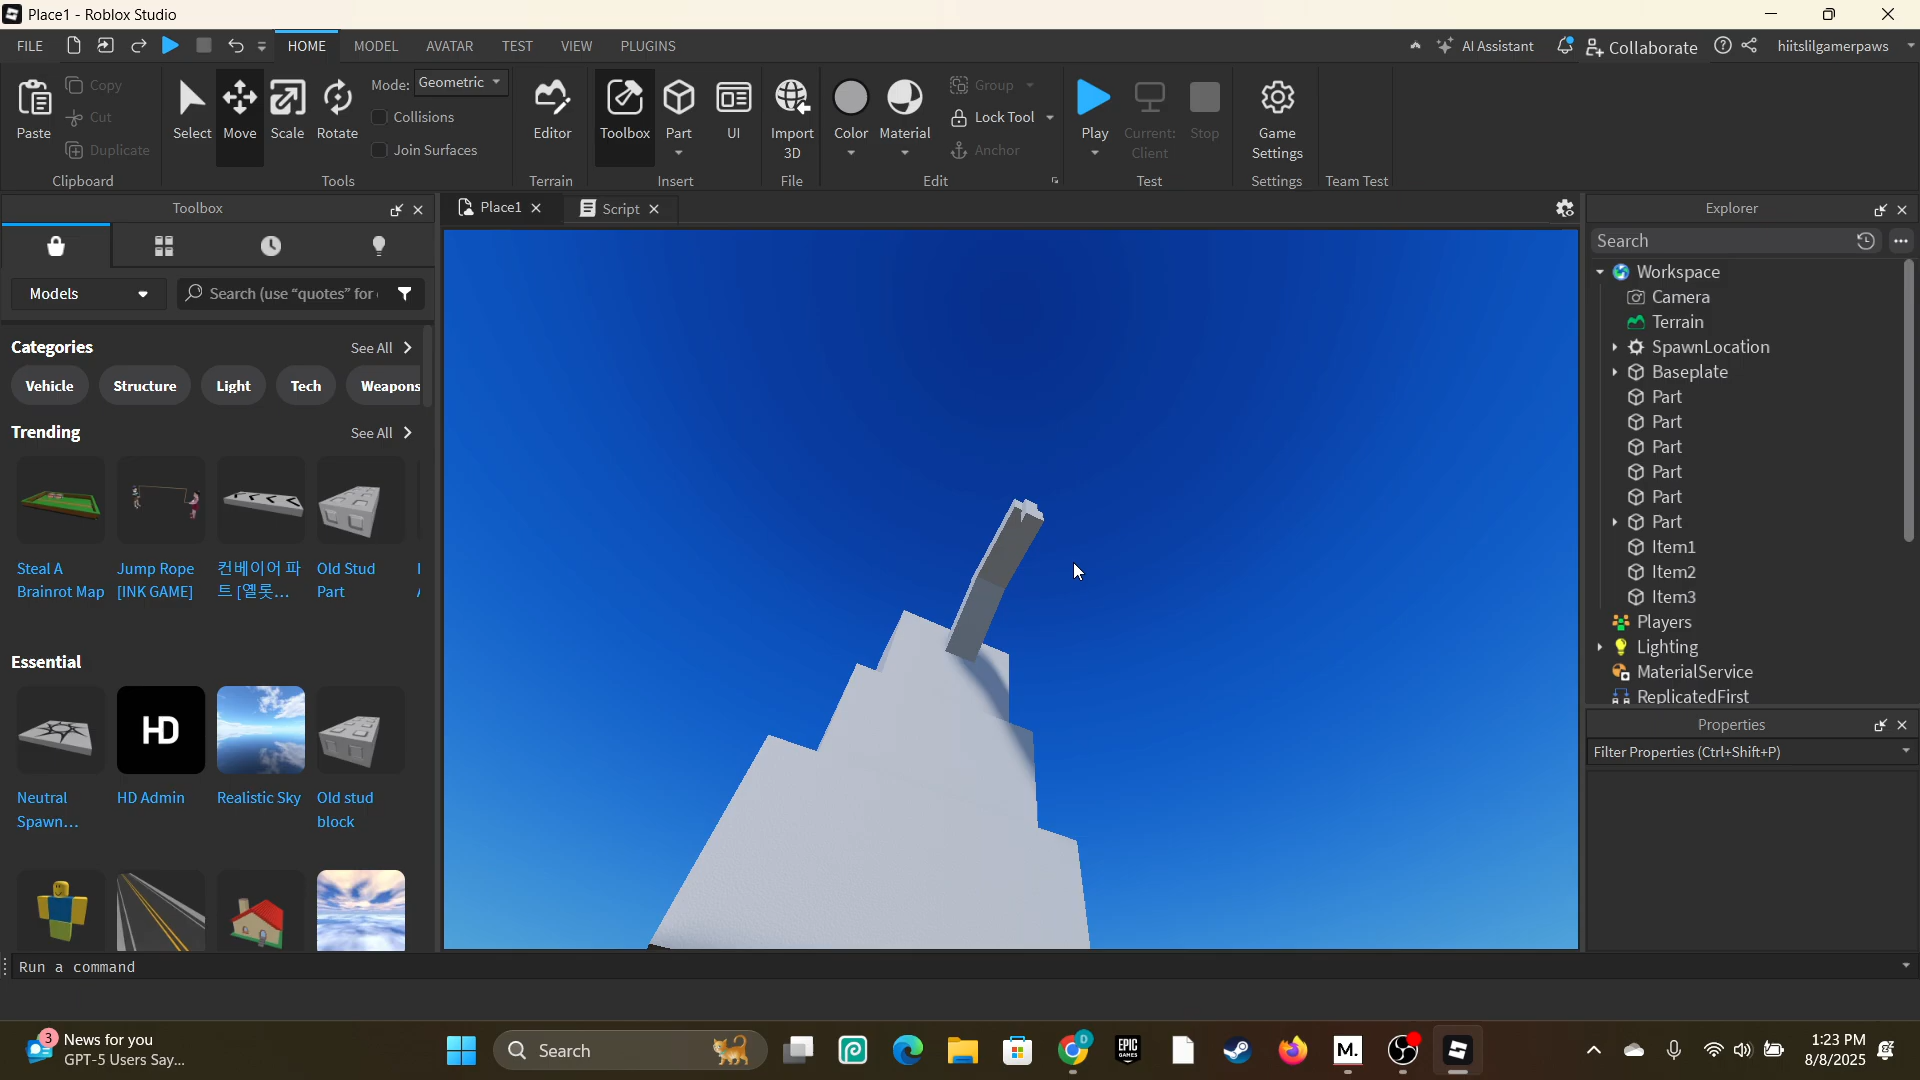 Place1 - Roblox Studio
FILE HOME MODEL AVATAR TEST VIEW PLUGINS AI Assistant Collaborate hiitslilgamerpaws
Paste Copy Cut Duplicate Clipboard
Select Move Scale Rotate Mode: Geometric Collisions Join Surfaces Tools
Editor Terrain
Toolbox Part UI Insert
Import 3D File
Color Material Group Lock Tool Anchor Edit
Play Current: Client Stop Test
Game Settings Settings
Team Test
Toolbox
Models Search (use “quotes” for
Categories See All
Vehicle Structure Light Tech Weapons
Trending See All
Steal A Brainrot Map
Jump Rope [INK GAME]
컨베이어 파트 [옐롯...
Old Stud Part
Essential
Neutral Spawn...
HD
HD Admin
Realistic Sky
Old stud block
Place1 Script
Explorer
Search
Workspace
Camera
Terrain
SpawnLocation
Baseplate
Part
Part
Part
Part
Part
Part
Item1
Item2
Item3
Players
Lighting
MaterialService
ReplicatedFirst
Properties
Filter Properties (Ctrl+Shift+P)
Run a command
3 News for you
GPT-5 Users Say...
Search
EPIC GAMES
M.
D
1:23 PM
8/8/2025